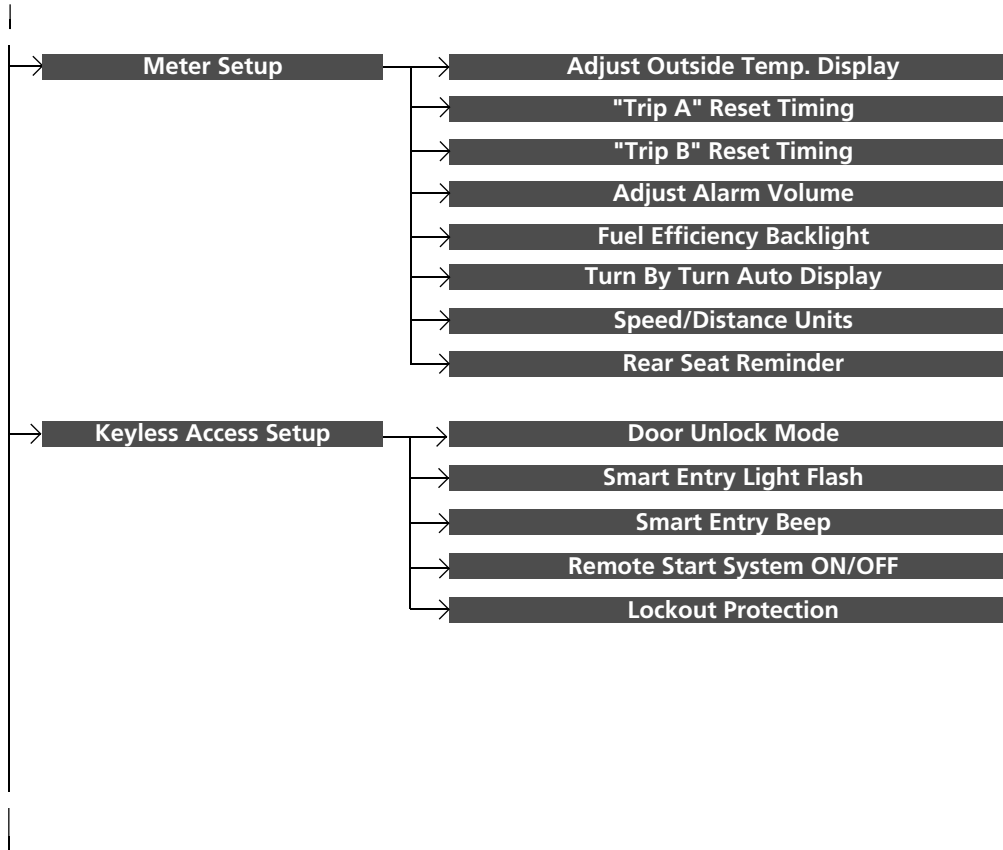 Meter Setup
Adjust Outside Temp. Display
"Trip A" Reset Timing
"Trip B" Reset Timing
Adjust Alarm Volume
Fuel Efficiency Backlight
Turn By Turn Auto Display
Speed/Distance Units
Rear Seat Reminder
Keyless Access Setup
Door Unlock Mode
Smart Entry Light Flash
Smart Entry Beep
Remote Start System ON/OFF
Lockout Protection